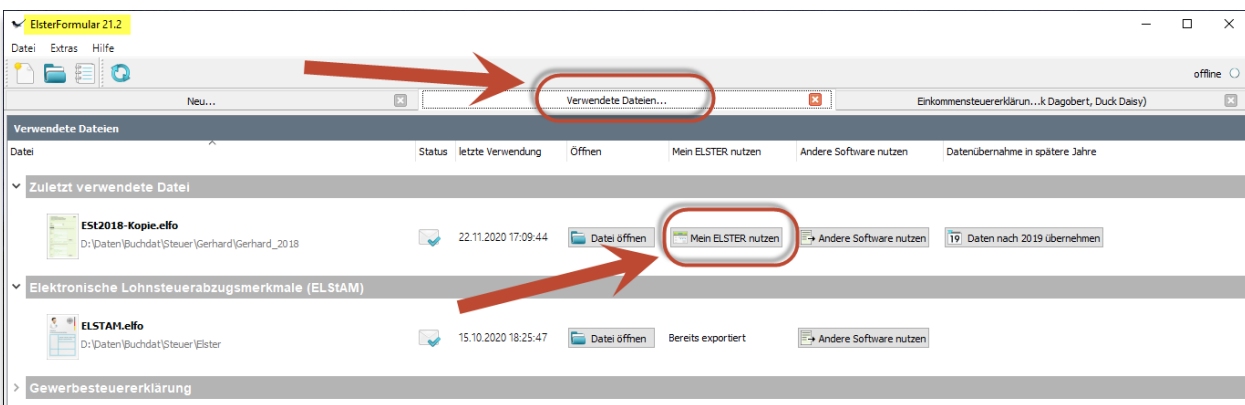 ElsterFormular 21.2
Datei Extras Hilfe
offline
Neu...
Verwendete Dateien...
Einkommensteuererklärun...k Dagobert, Duck Daisy)
Verwendete Dateien
Datei Status letzte Verwendung Öffnen Mein ELSTER nutzen Andere Software nutzen Datenübernahme in spätere Jahre
Zuletzt verwendete Datei
ESt2018-Kopie.elfo
D:\Daten\Buchdat\Steuer\Gerhard\Gerhard_2018
22.11.2020 17:09:44 Datei öffnen Mein ELSTER nutzen Andere Software nutzen 19 Daten nach 2019 übernehmen
Elektronische Lohnsteuerabzugsmerkmale (ELStAM)
ELSTAM.elfo
D:\Daten\Buchdat\Steuer\Elster
15.10.2020 18:25:47 Datei öffnen Bereits exportiert Andere Software nutzen
Gewerbesteuererklärung